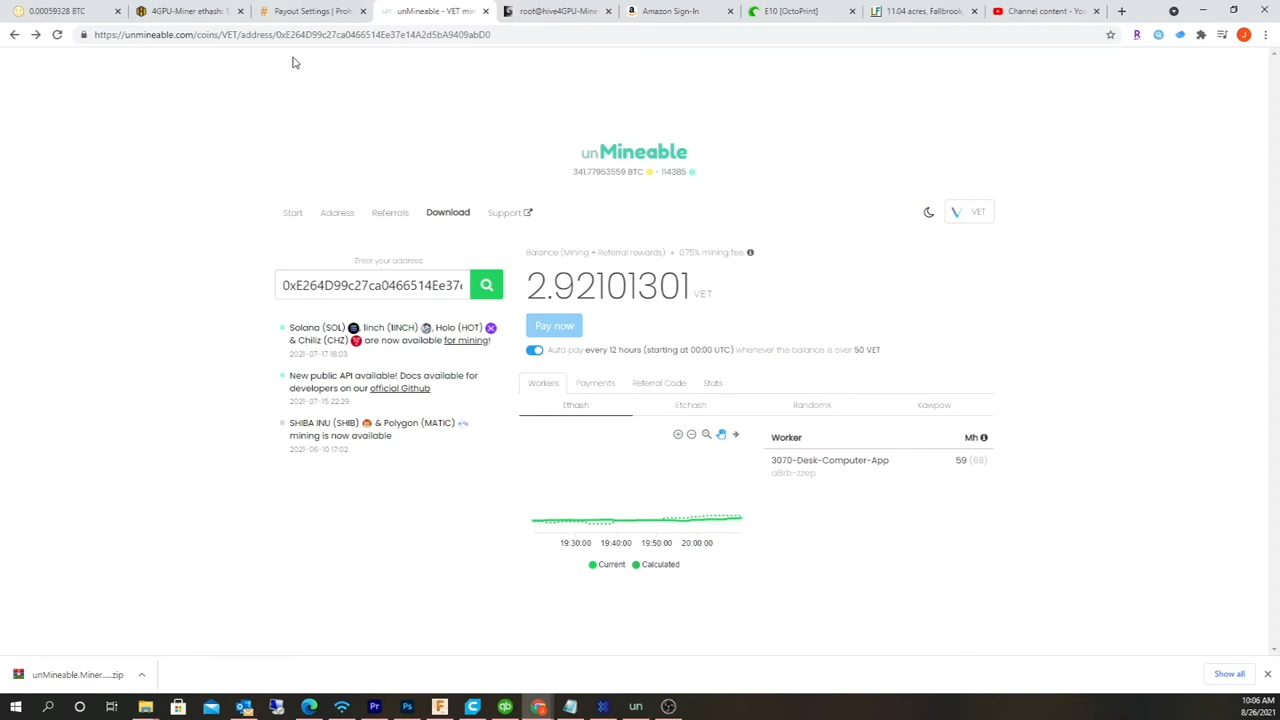 0.00059328 BTC
4GPU-Miner ethash:
Payout Settings | Proh
unMineable - VET mi
root@hive4GPU-Mine
Amazon Sign-In
E10 [OctoPrint]
11.04 acres, Fallbrook,
Channel content - You
https://unmineable.com/coins/VET/address/0xE264D99c27ca0466514Ee37e14A2d5bA9409abD0
unMineable
341.77953559 BTC · 114385
Start
Address
Referrals
Download
Support
VET
Enter your address:
0xE264D99c27ca0466514Ee37e
Balance (Mining + Referral rewards) • 0.75% mining fee.
2.92101301 VET
Pay now
Auto pay every 12 hours (starting at 00:00 UTC) whenever the balance is over 50 VET
Solana (SOL) , 1inch (1INCH) , Holo (HOT)
& Chiliz (CHZ) are now available for mining!
2021-07-17 18:03
New public API available! Docs available for
developers on our official Github
2021-07-15 22:29
SHIBA INU (SHIB) & Polygon (MATIC)
mining is now available
2021-06-10 17:02
Workers
Payments
Referral Code
Stats
Ethash
Etchash
RandomX
Kawpow
Worker Mh
3070-Desk-Computer-App 59 (68)
a8rb-zzep
19:30:00 19:40:00 19:50:00 20:00:00
Current Calculated
unMineable.Miner....zip
Show all
10:06 AM
8/26/2021